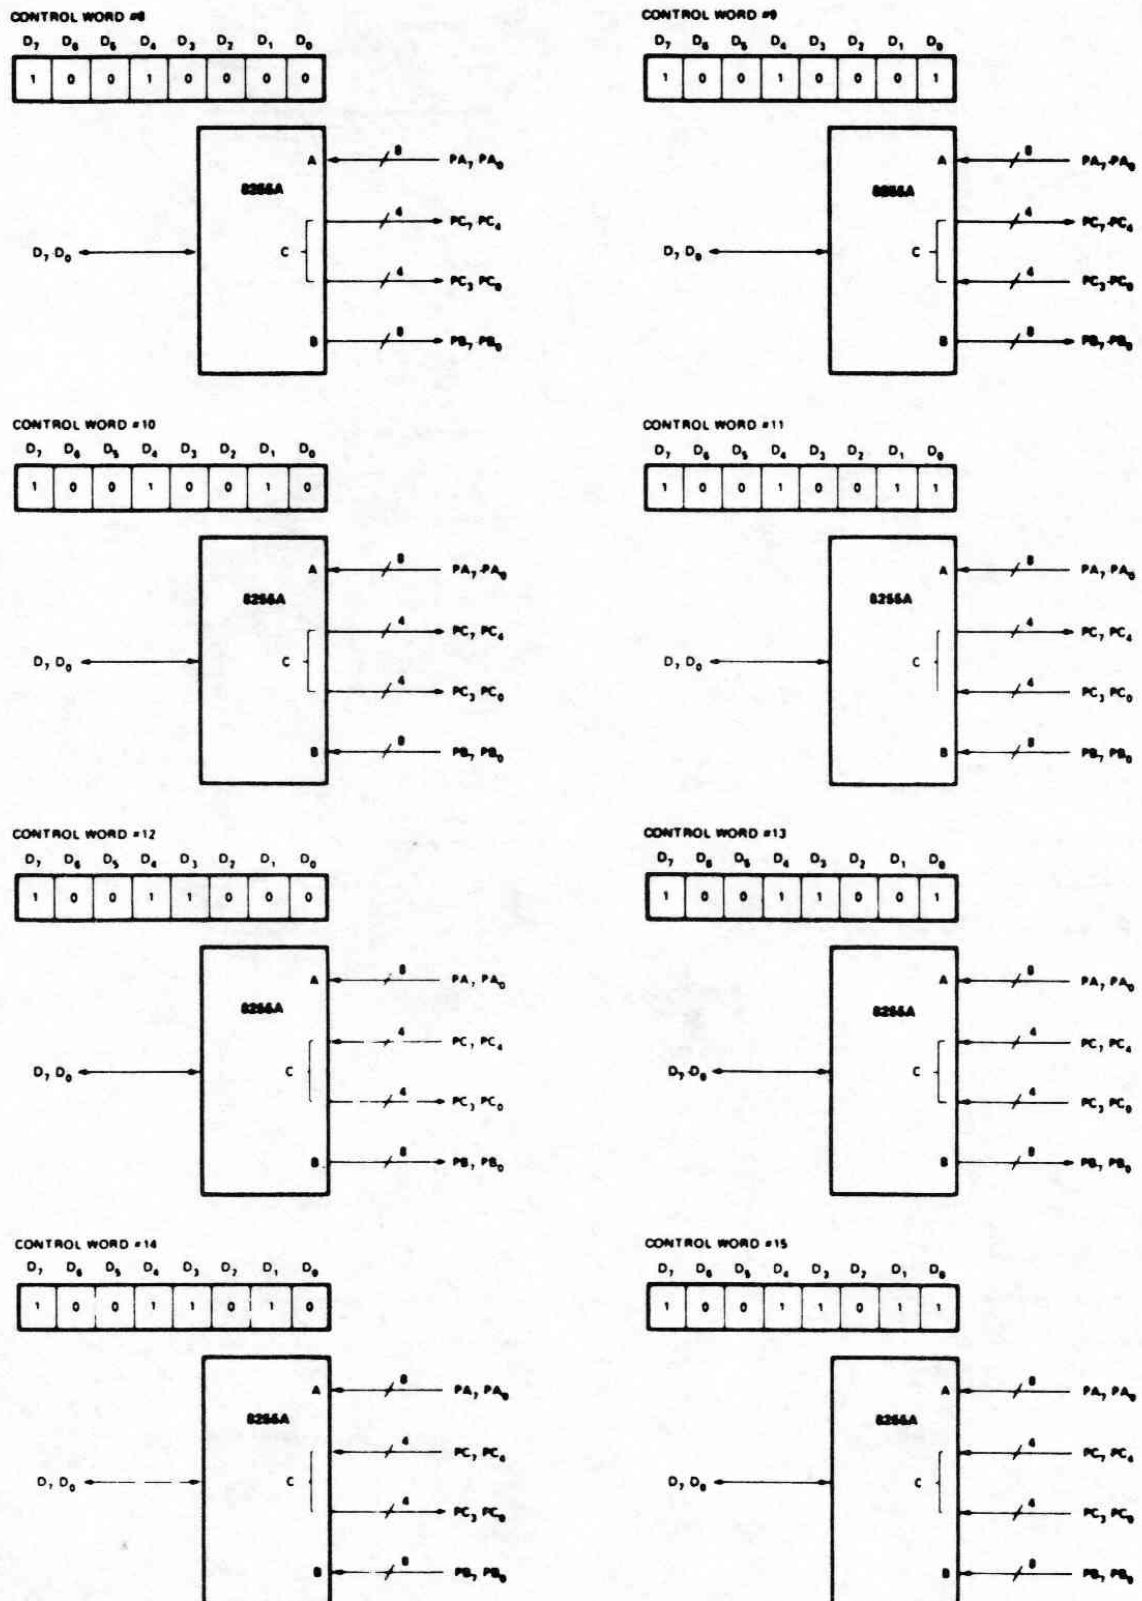 CONTROL WORD #8
D7 D6 D5 D4 D3 D2 D1 D0
1 0 0 1 0 0 0 0
A 8 PA7 PA0
8255A
4 PC7 PC4
D7 D0 C
4 PC3 PC0
B 8 PB7 PB0
CONTROL WORD #9
D7 D6 D5 D4 D3 D2 D1 D0
1 0 0 1 0 0 0 1
A 8 PA7-PA0
8255A
4 PC7-PC4
D7 D0 C
4 PC3-PC0
B 8 PB7-PB0
CONTROL WORD #10
D7 D6 D5 D4 D3 D2 D1 D0
1 0 0 1 0 0 1 0
A 8 PA7-PA0
8255A
4 PC7 PC4
D7 D0 C
4 PC3 PC0
B 8 PB7 PB0
CONTROL WORD #11
D7 D6 D5 D4 D3 D2 D1 D0
1 0 0 1 0 0 1 1
A 8 PA7-PA0
8255A
4 PC7 PC4
D7 D0 C
4 PC3 PC0
B 8 PB7 PB0
CONTROL WORD #12
D7 D6 D5 D4 D3 D2 D1 D0
1 0 0 1 1 0 0 0
A 8 PA7 PA0
8255A
4 PC7 PC4
D7 D0 C
4 PC3 PC0
B 8 PB7 PB0
CONTROL WORD #13
D7 D6 D5 D4 D3 D2 D1 D0
1 0 0 1 1 0 0 1
A 8 PA7 PA0
8255A
4 PC7 PC4
D7-D0 C
4 PC3 PC0
B 8 PB7 PB0
CONTROL WORD #14
D7 D6 D5 D4 D3 D2 D1 D0
1 0 0 1 1 0 1 0
A 8 PA7 PA0
8255A
4 PC7 PC4
D7 D0 C
4 PC3 PC0
B 8 PB7 PB0
CONTROL WORD #15
D7 D6 D5 D4 D3 D2 D1 D0
1 0 0 1 1 0 1 1
A 8 PA7 PA0
8255A
4 PC7-PC4
D7 D0 C
4 PC3 PC0
B 8 PB7 PB0